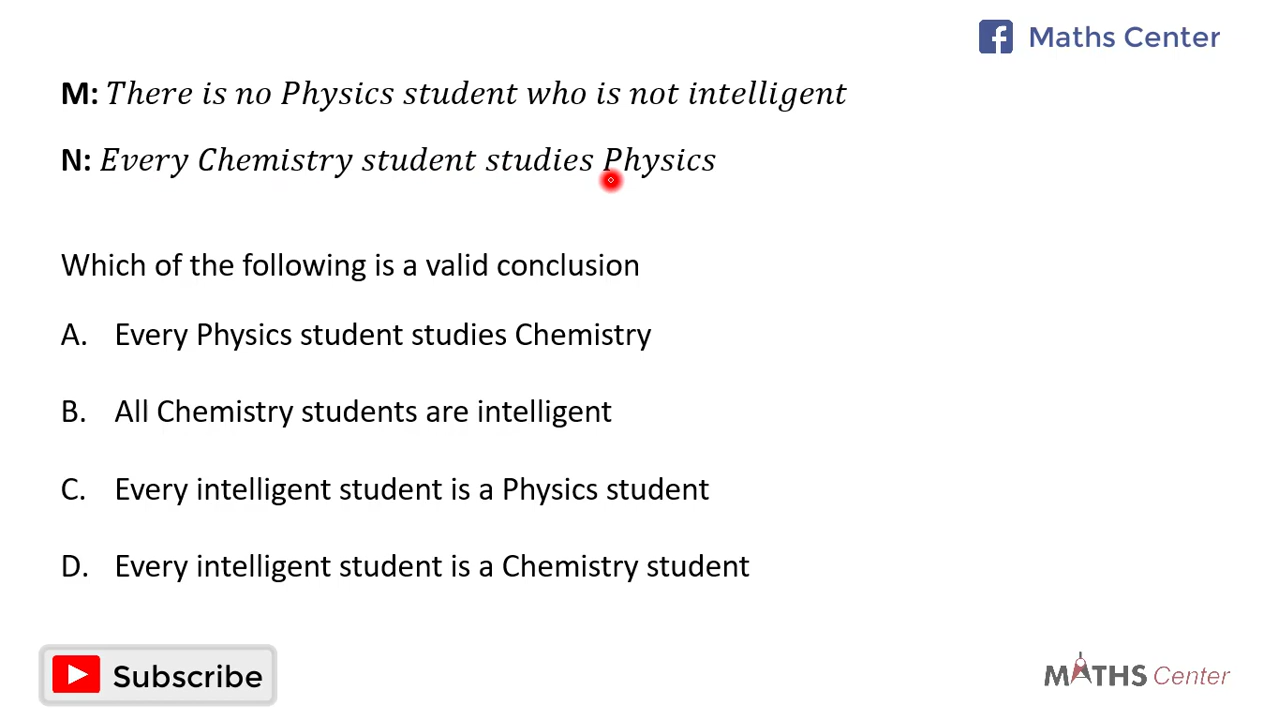 Maths Center
M: There is no Physics student who is not intelligent
N: Every Chemistry student studies Physics
Which of the following is a valid conclusion
A. Every Physics student studies Chemistry
B. All Chemistry students are intelligent
C. Every intelligent student is a Physics student
D. Every intelligent student is a Chemistry student
Subscribe
MATHS Center